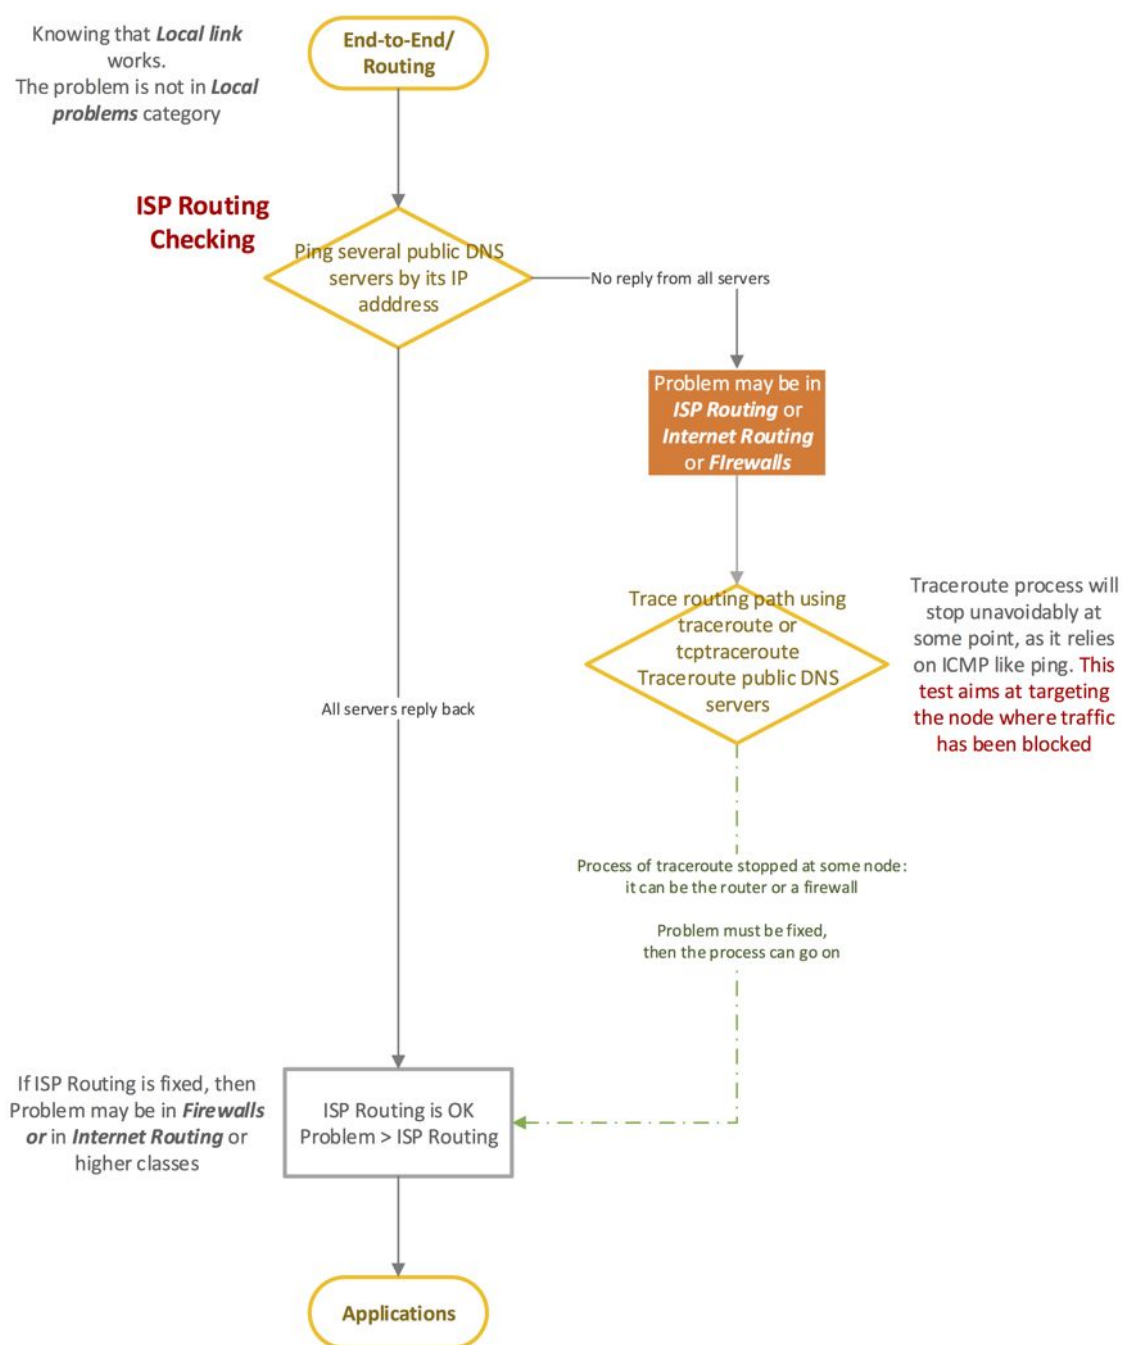 Knowing that Local link
works.
The problem is not in Local
problems category
End-to-End/
Routing
ISP Routing
Checking
Ping several public DNS
servers by its IP
adddress
No reply from all servers
Problem may be in
ISP Routing or
Internet Routing
or FIrewalls
Trace routing path using
traceroute or
tcptraceroute
Traceroute public DNS
servers
Traceroute process will
stop unavoidably at
some point, as it relies
on ICMP like ping. This
test aims at targeting
the node where traffic
has been blocked
All servers reply back
Process of traceroute stopped at some node:
it can be the router or a firewall
Problem must be fixed,
then the process can go on
If ISP Routing is fixed, then
Problem may be in Firewalls
or in Internet Routing or
higher classes
ISP Routing is OK
Problem > ISP Routing
Applications